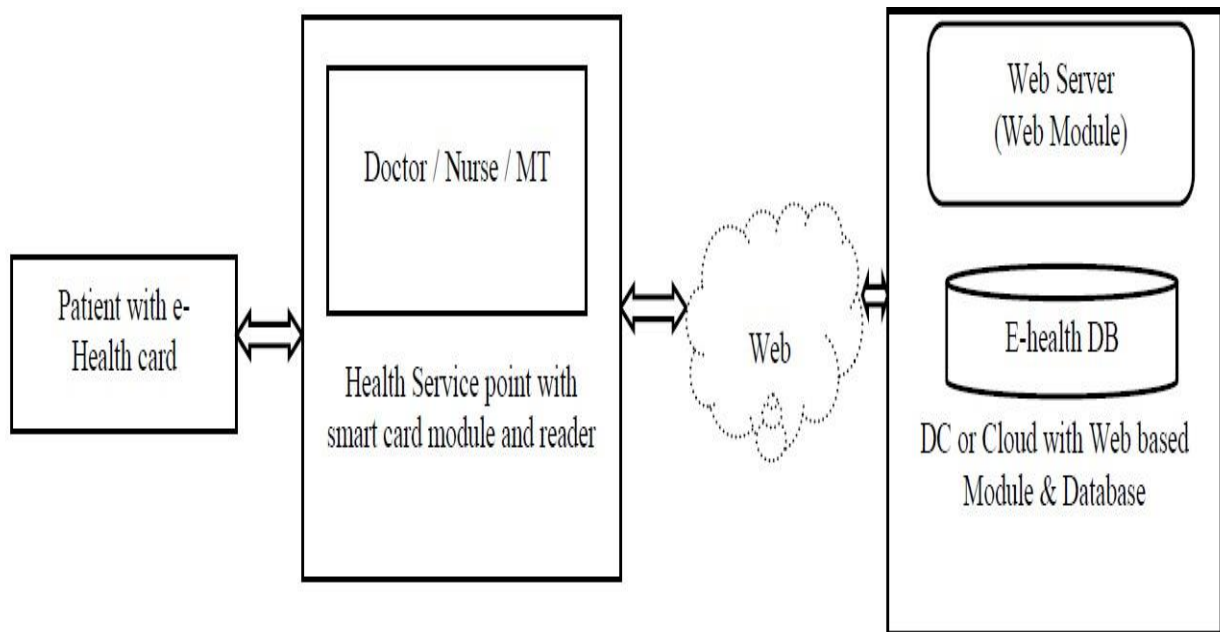 Patient with e-
Health card
Doctor / Nurse / MT
Health Service point with
smart card module and reader
Web
Web Server
(Web Module)
E-health DB
DC or Cloud with Web based
Module & Database